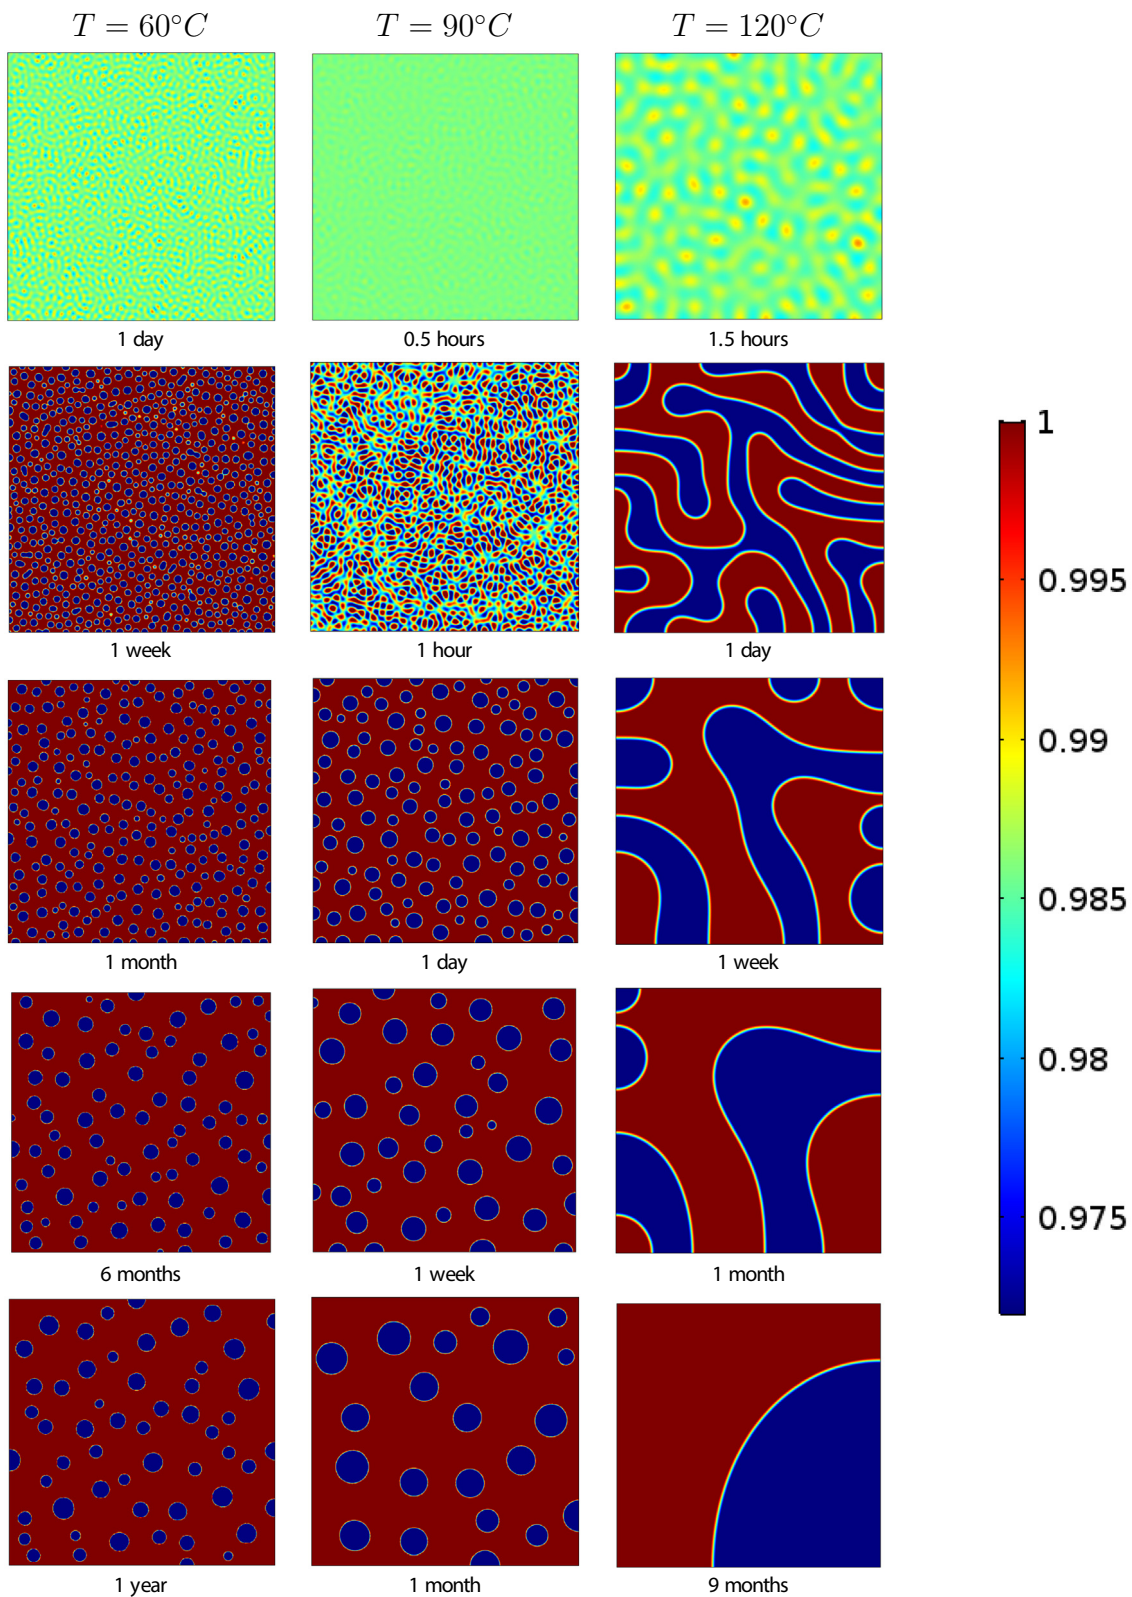 T = 60°C T = 90°C T = 120°C
1 day 0.5 hours 1.5 hours
1 week 1 hour 1 day
1
0.995
0.99
0.985
0.98
0.975
1 month 1 day 1 week
6 months 1 week 1 month
1 year 1 month 9 months